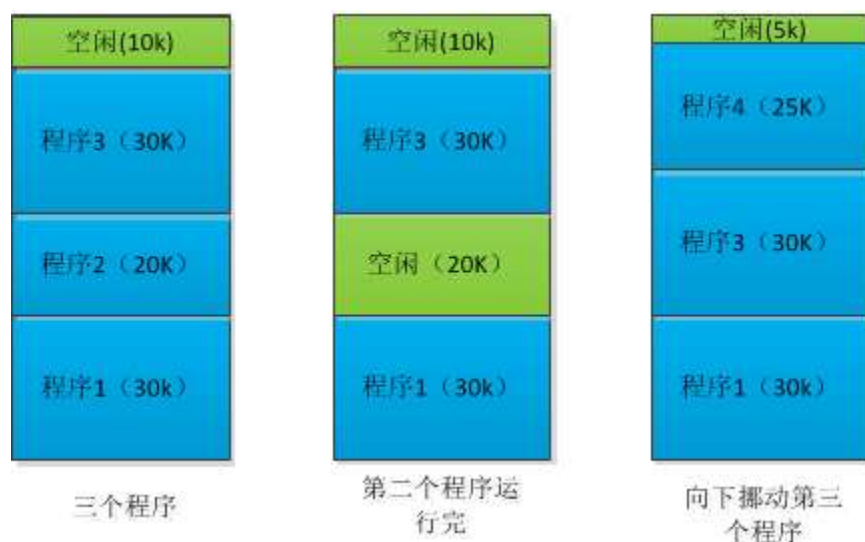 空闲(10k)
程序3（30K）
程序2（20K）
程序1（30k）
三个程序
空闲(10k)
程序3（30K）
空闲（20K）
程序1（30k）
第二个程序运
行完
空闲(5k)
程序4（25K）
程序3（30K）
程序1（30k）
向下挪动第三
个程序